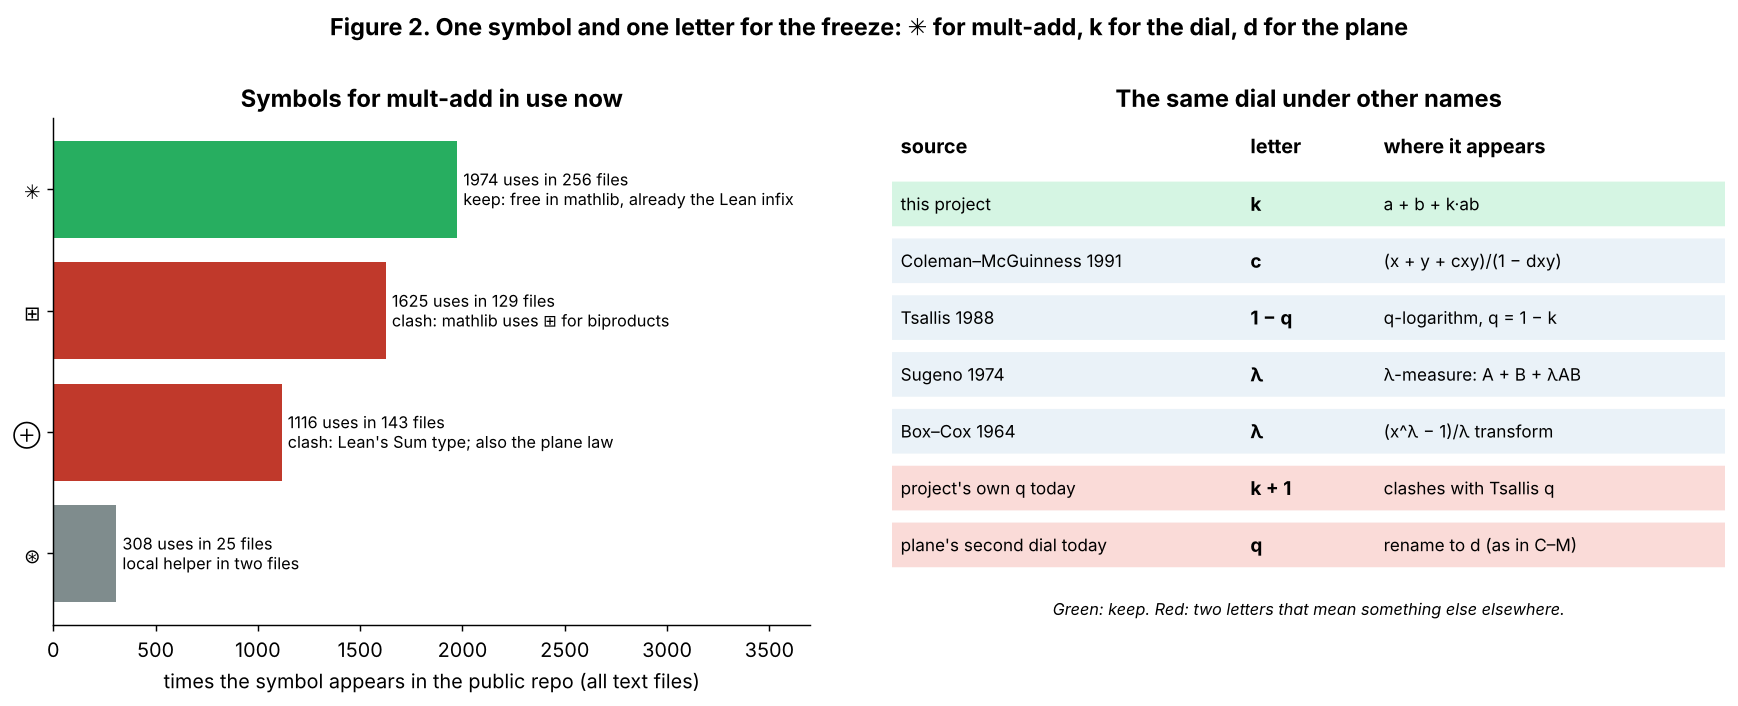 Figure 2. One symbol and one letter for the freeze: ✳ for mult-add, k for the dial, d for the plane
Symbols for mult-add in use now
✳
1974 uses in 256 files
keep: free in mathlib, already the Lean infix
⊞
1625 uses in 129 files
clash: mathlib uses ⊞ for biproducts
⊕
1116 uses in 143 files
clash: Lean's Sum type; also the plane law
⊛
308 uses in 25 files
local helper in two files
0 500 1000 1500 2000 2500 3000 3500
times the symbol appears in the public repo (all text files)
The same dial under other names
source letter where it appears
this project k a + b + k·ab
Coleman–McGuinness 1991 c (x + y + cxy)/(1 − dxy)
Tsallis 1988 1 − q q-logarithm, q = 1 − k
Sugeno 1974 λ λ-measure: A + B + λAB
Box–Cox 1964 λ (x^λ − 1)/λ transform
project's own q today k + 1 clashes with Tsallis q
plane's second dial today q rename to d (as in C–M)
Green: keep. Red: two letters that mean something else elsewhere.